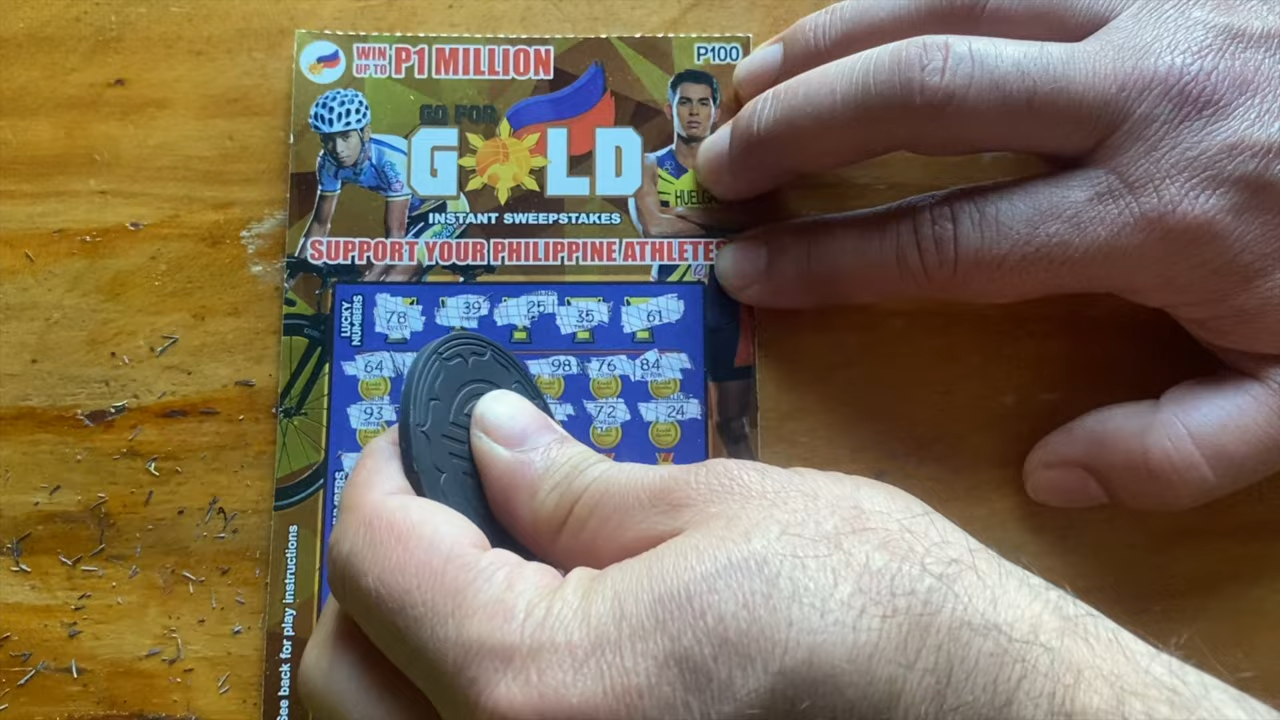 WIN UP TO P1 MILLION
P100
GO FOR
GOLD
HUELG
INSTANT SWEEPSTAKES
SUPPORT YOUR PHILIPPINE ATHLETES
LUCKY NUMBERS
78 39 25 35 61
64 98 76 84
93 72 24
See back for play instructions